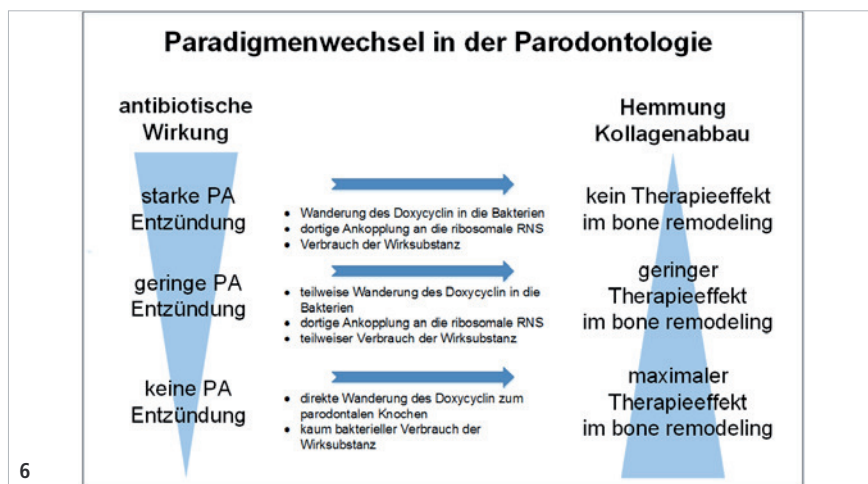 Paradigmenwechsel in der Parodontologie
antibiotische
Wirkung
Hemmung
Kollagenabbau
starke PA
Entzündung
• Wanderung des Doxycyclin in die Bakterien
• dortige Ankopplung an die ribosomale RNS
• Verbrauch der Wirksubstanz
kein Therapieeffekt
im bone remodeling
geringe PA
Entzündung
• teilweise Wanderung des Doxycyclin in die
Bakterien
• dortige Ankopplung an die ribosomale RNS
• teilweiser Verbrauch der Wirksubstanz
geringer
Therapieeffekt
im bone remodeling
keine PA
Entzündung
• direkte Wanderung des Doxycyclin zum
parodontalen Knochen
• kaum bakterieller Verbrauch der
Wirksubstanz
maximaler
Therapieeffekt
im bone remodeling
6